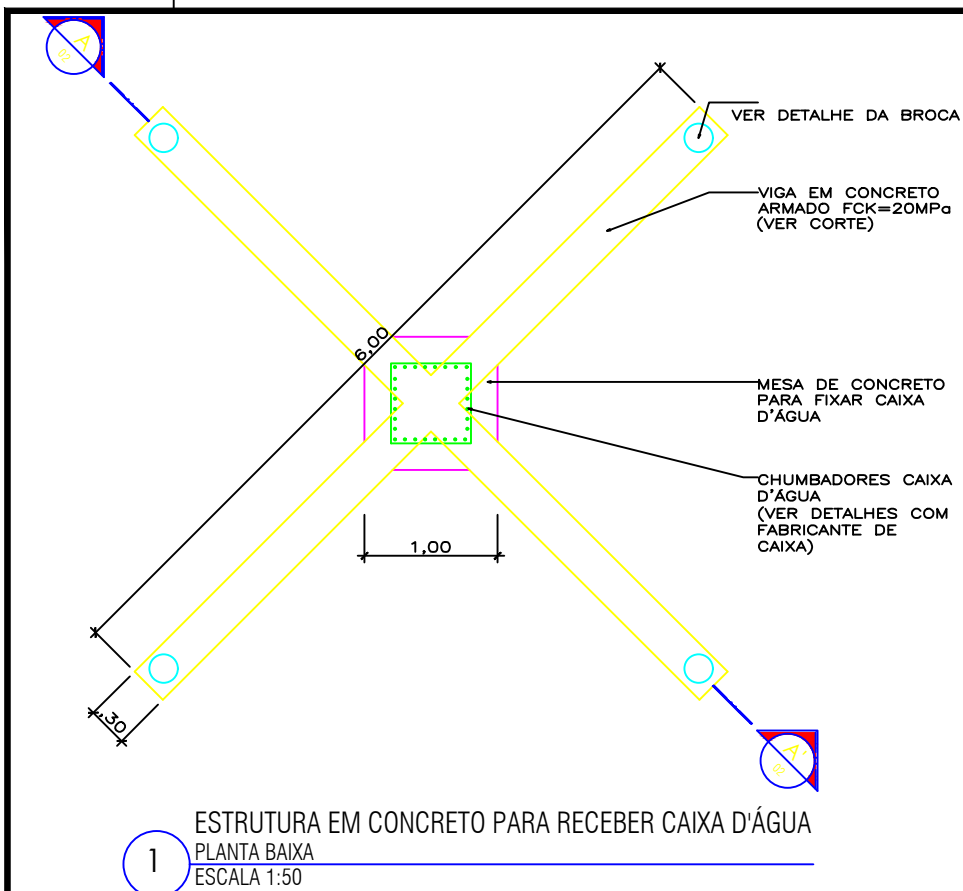 A
02
VER DETALHE DA BROCA
VIGA EM CONCRETO
ARMADO FCK=20MPa
(VER CORTE)
6,00
MESA DE CONCRETO
PARA FIXAR CAIXA
D'ÁGUA
CHUMBADORES CAIXA
D'ÁGUA
(VER DETALHES COM
FABRICANTE DE
CAIXA)
1,00
,30
A'
02
1
ESTRUTURA EM CONCRETO PARA RECEBER CAIXA D'ÁGUA
PLANTA BAIXA
ESCALA 1:50